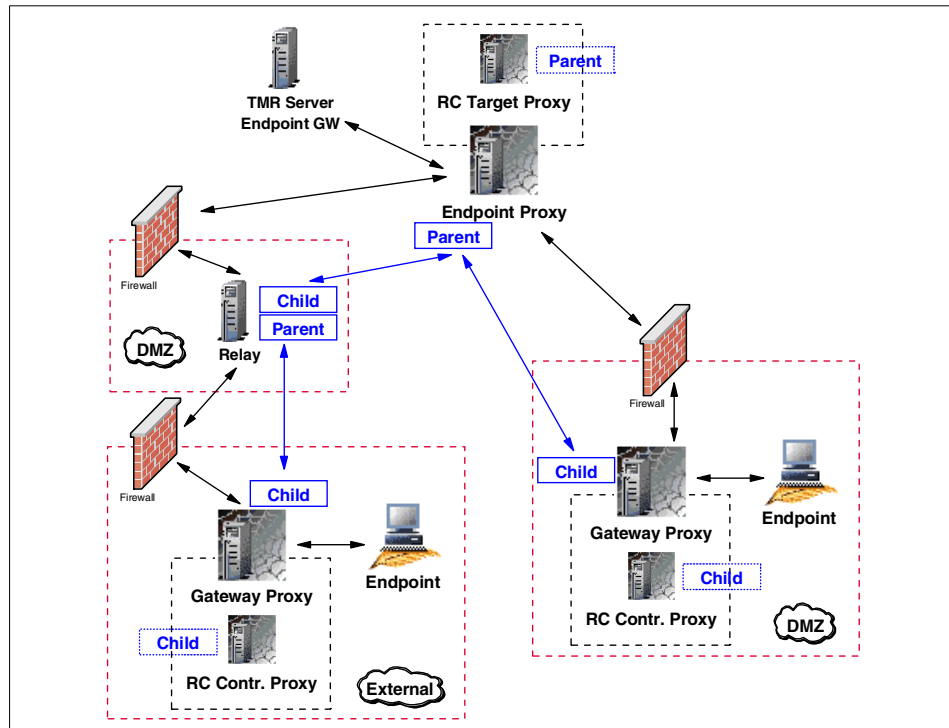 TMR Server
Endpoint GW
Parent
RC Target Proxy
Endpoint Proxy
Parent
Firewall
Child
Parent
DMZ
Relay
Firewall
Child
Gateway Proxy
Endpoint
Child
RC Contr. Proxy
External
Firewall
Child
Gateway Proxy
Endpoint
Child
RC Contr. Proxy
DMZ